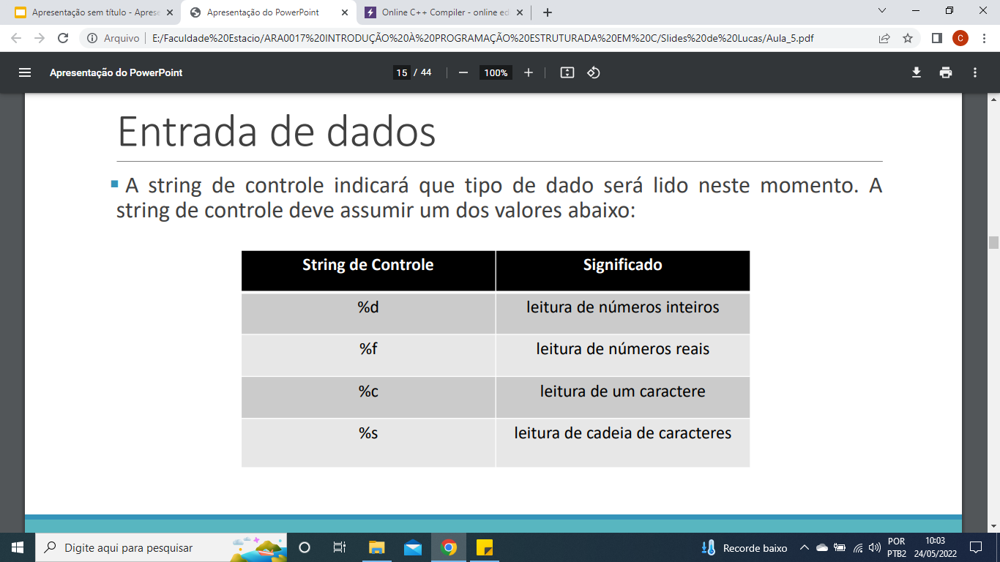 Apresentação sem título - Aprese
Apresentação do PowerPoint
Online C++ Compiler - online ed
Arquivo
E:/Faculdade%20Estacio/ARA0017%20INTRODUÇÃO%20À%20PROGRAMAÇÃO%20ESTRUTURADA%20EM%20C/Slides%20de%20Lucas/Aula_5.pdf
C
Apresentação do PowerPoint
15 / 44
100%
Entrada de dados
A string de controle indicará que tipo de dado será lido neste momento. A
string de controle deve assumir um dos valores abaixo:
String de Controle Significado
%d leitura de números inteiros
%f leitura de números reais
%c leitura de um caractere
%s leitura de cadeia de caracteres
Digite aqui para pesquisar
Recorde baixo
POR
PTB2
10:03
24/05/2022